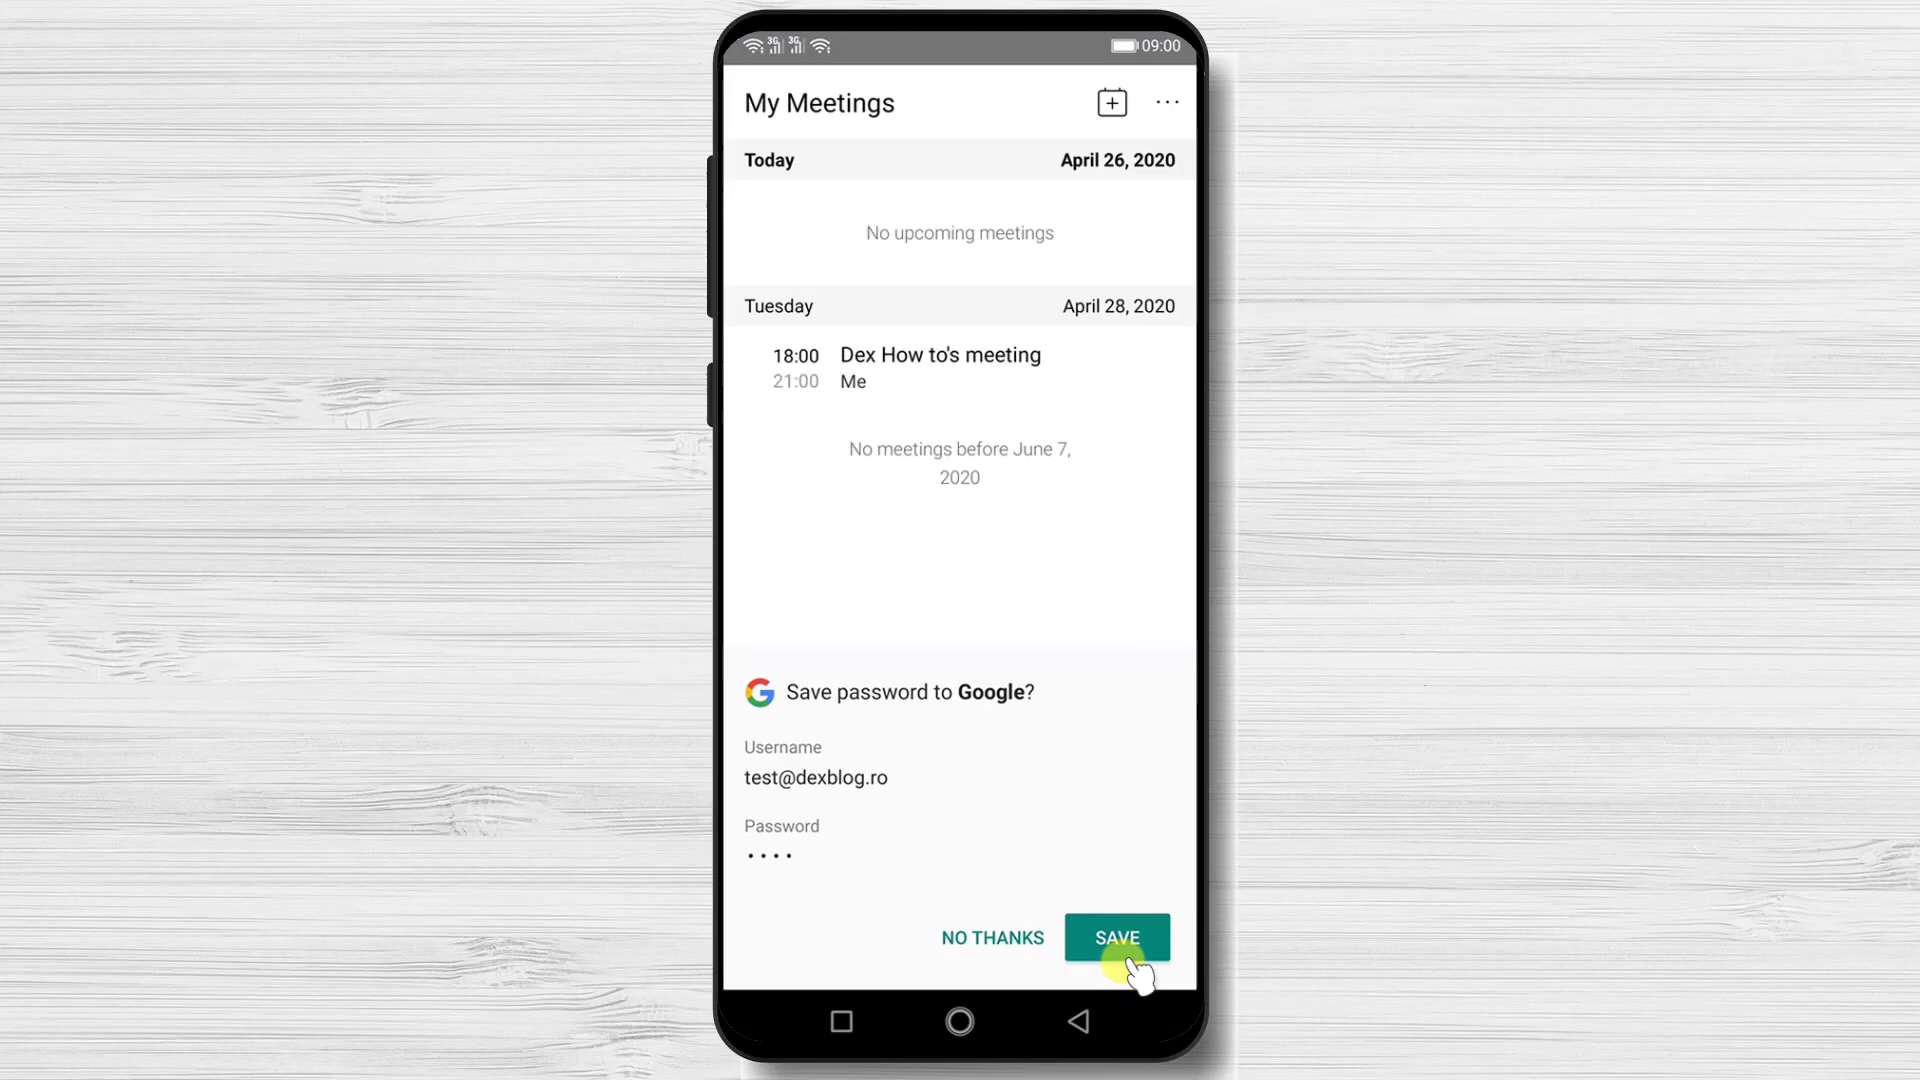 3G 3G 09:00
My Meetings
Today April 26, 2020
No upcoming meetings
Tuesday April 28, 2020
18:00 Dex How to's meeting
21:00 Me
No meetings before June 7,
2020
Save password to Google?
Username
test@dexblog.ro
Password
NO THANKS SAVE